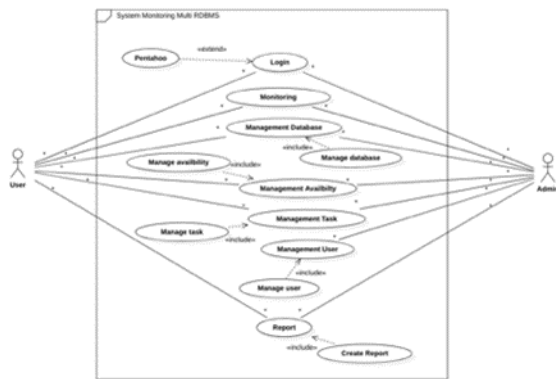 System Monitoring Multi RDBMS
Pentahoo
«extend»
Login
Monitoring
Management Database
«include»
Manage availbility
«include»
Manage database
User
Admin
Management Availbilty
Management Task
Manage task
«include»
Management User
«include»
Manage user
Report
«include»
Create Report